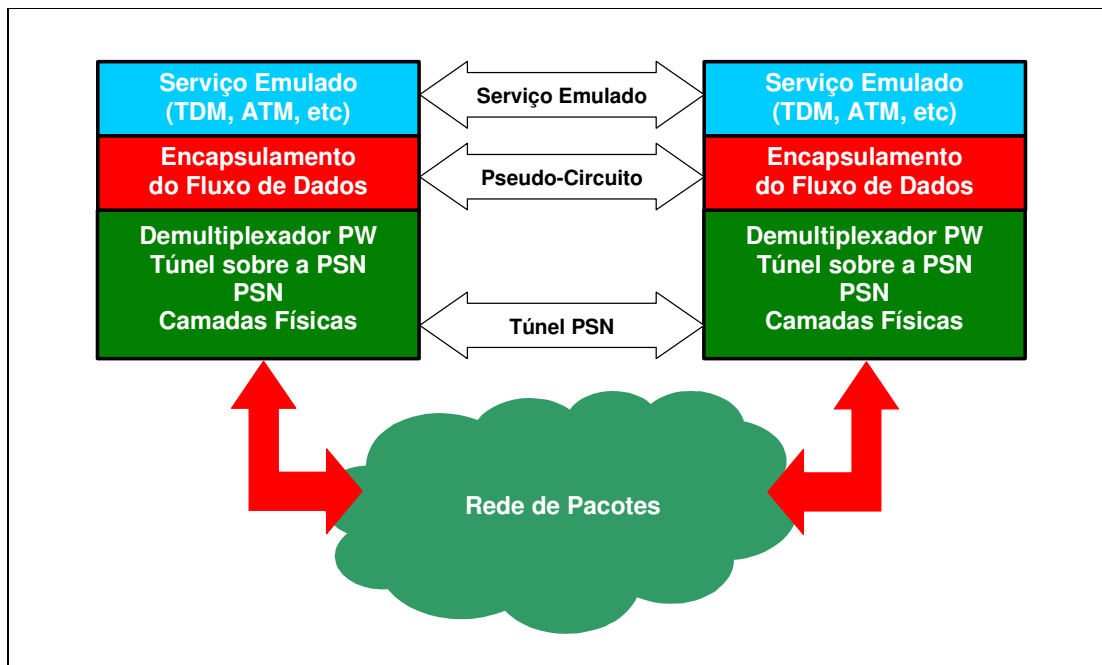 Serviço Emulado
(TDM, ATM, etc)
Encapsulamento
do Fluxo de Dados
Demultiplexador PW
Túnel sobre a PSN
PSN
Camadas Físicas
Serviço Emulado
Pseudo-Circuito
Túnel PSN
Serviço Emulado
(TDM, ATM, etc)
Encapsulamento
do Fluxo de Dados
Demultiplexador PW
Túnel sobre a PSN
PSN
Camadas Físicas
Rede de Pacotes